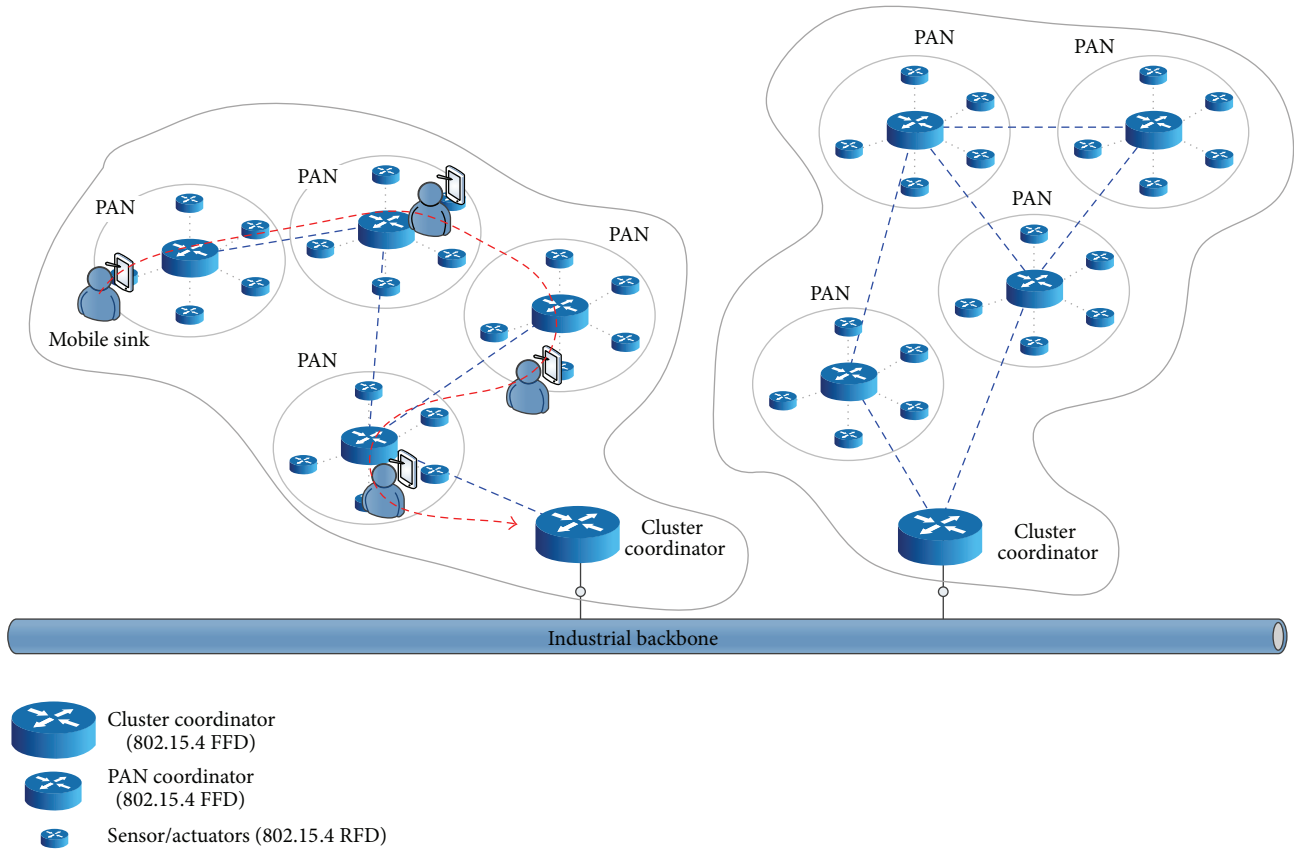 PAN
PAN
PAN
PAN
PAN
PAN
Mobile sink
PAN
PAN
Cluster
coordinator
Cluster
coordinator
Industrial backbone
Cluster coordinator
(802.15.4 FFD)
PAN coordinator
(802.15.4 FFD)
Sensor/actuators (802.15.4 RFD)